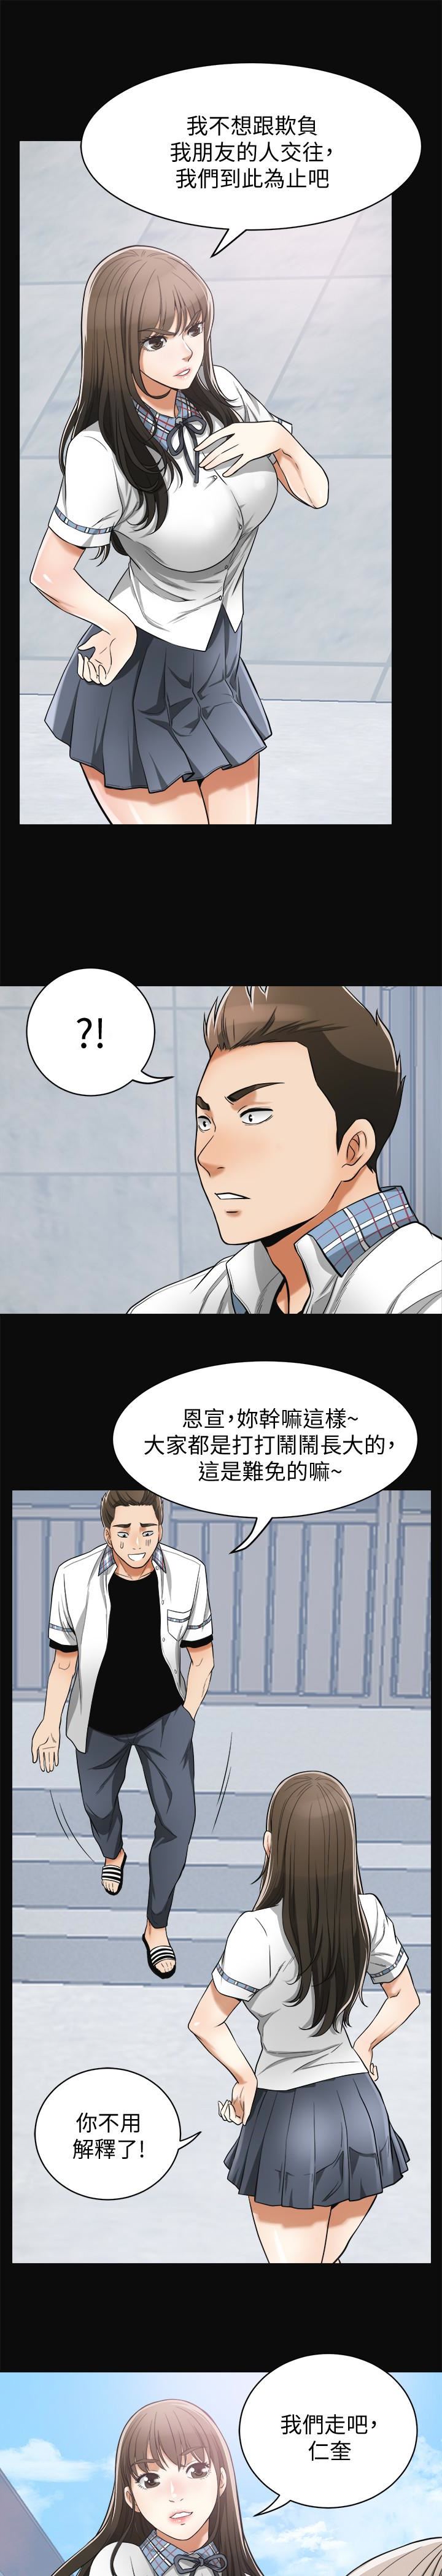 我不想跟欺負
我朋友的人交往，
我們到此為止吧
?!
恩宣，妳幹嘛這樣~
大家都是打打鬧鬧長大的，
這是難免的嘛~
你不用
解釋了!
我們走吧，
仁奎